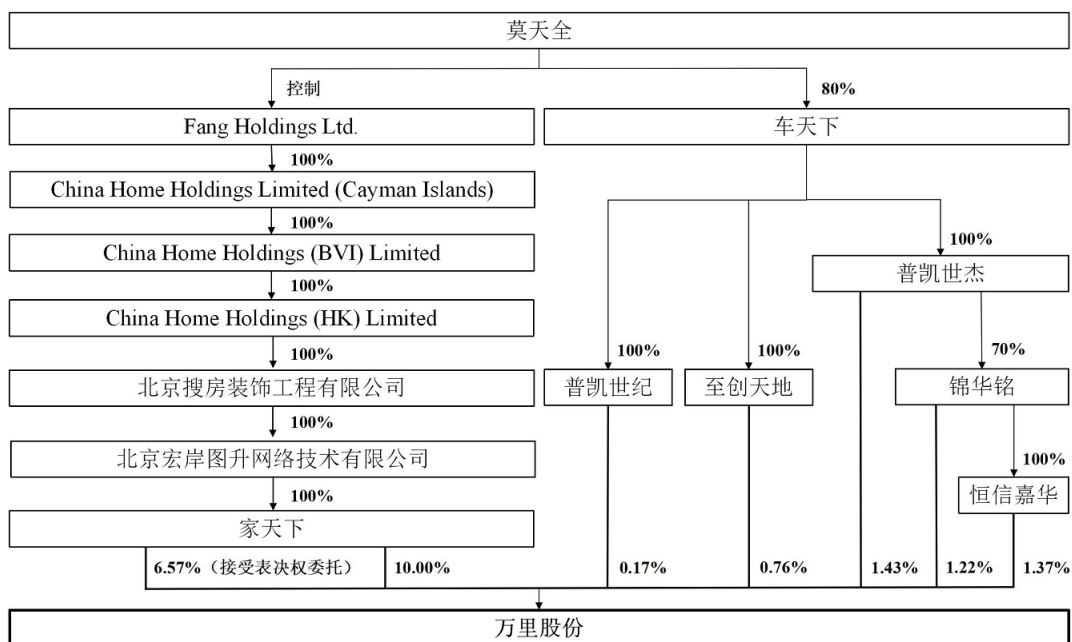 莫天全
控制
80%
Fang Holdings Ltd.
车天下
100%
China Home Holdings Limited (Cayman Islands)
100%
China Home Holdings (BVI) Limited
100%
普凯世杰
100%
China Home Holdings (HK) Limited
100%
100%
100%
70%
北京搜房装饰工程有限公司
普凯世纪
至创天地
锦华铭
100%
北京宏岸图升网络技术有限公司
100%
100%
恒信嘉华
家天下
6.57%（接受表决权委托）
10.00%
0.17%
0.76%
1.43%
1.22%
1.37%
万里股份